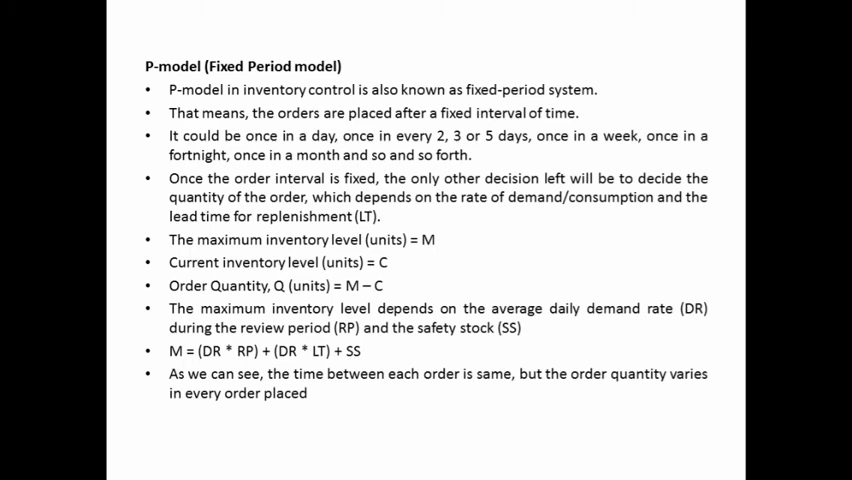 P-model (Fixed Period model)
• P-model in inventory control is also known as fixed-period system.
• That means, the orders are placed after a fixed interval of time.
• It could be once in a day, once in every 2, 3 or 5 days, once in a week, once in a
fortnight, once in a month and so and so forth.
• Once the order interval is fixed, the only other decision left will be to decide the
quantity of the order, which depends on the rate of demand/consumption and the
lead time for replenishment (LT).
• The maximum inventory level (units) = M
• Current inventory level (units) = C
• Order Quantity, Q (units) = M – C
• The maximum inventory level depends on the average daily demand rate (DR)
during the review period (RP) and the safety stock (SS)
• M = (DR * RP) + (DR * LT) + SS
• As we can see, the time between each order is same, but the order quantity varies
in every order placed